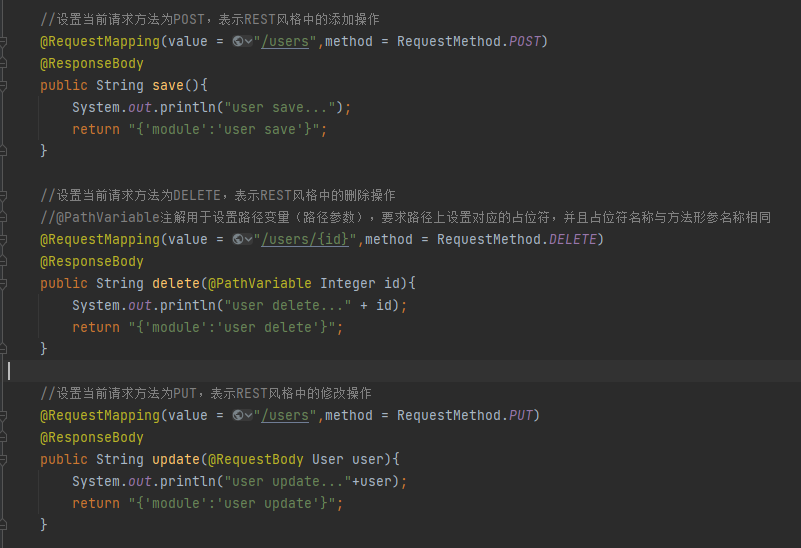 //设置当前请求方法为POST，表示REST风格中的添加操作
@RequestMapping(value = "/users",method = RequestMethod.POST)
@ResponseBody
public String save(){
System.out.println("user save...");
return "{'module':'user save'}";
}
//设置当前请求方法为DELETE，表示REST风格中的删除操作
//@PathVariable注解用于设置路径变量（路径参数），要求路径上设置对应的占位符，并且占位符名称与方法形参名称相同
@RequestMapping(value = "/users/{id}",method = RequestMethod.DELETE)
@ResponseBody
public String delete(@PathVariable Integer id){
System.out.println("user delete..." + id);
return "{'module':'user delete'}";
}
//设置当前请求方法为PUT，表示REST风格中的修改操作
@RequestMapping(value = "/users",method = RequestMethod.PUT)
@ResponseBody
public String update(@RequestBody User user){
System.out.println("user update..."+user);
return "{'module':'user update'}";
}